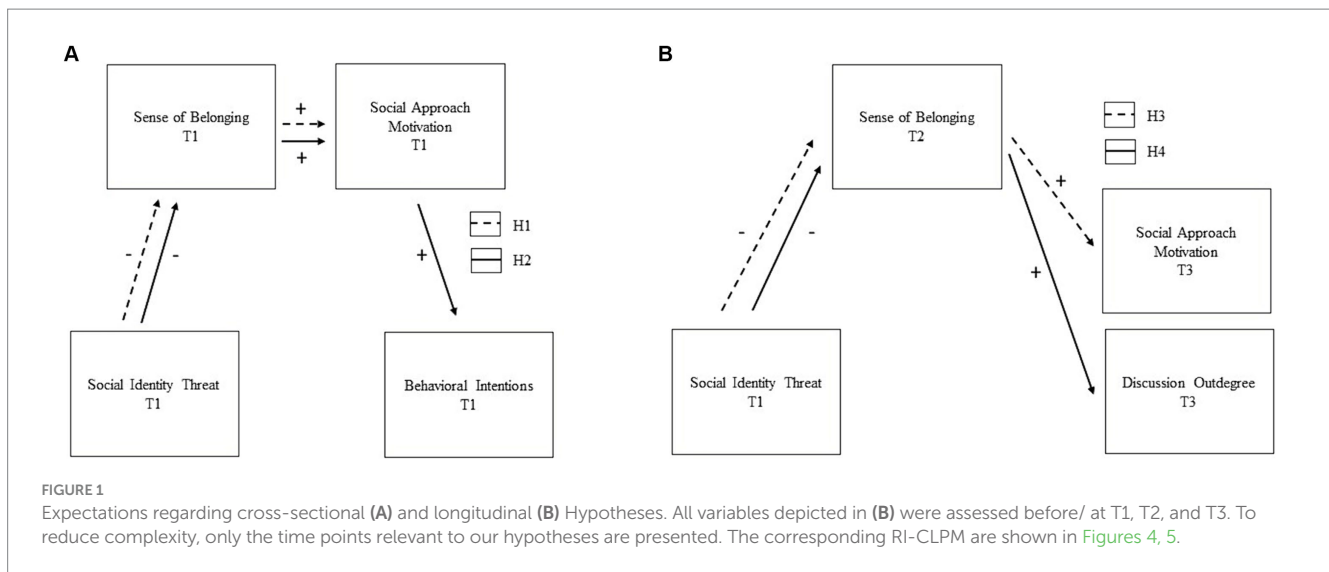 A
Sense of Belonging
T1
+
+
Social Approach
Motivation
T1
-
-
+
H1
H2
Social Identity Threat
T1
Behavioral Intentions
T1
B
Sense of Belonging
T2
H3
H4
-
-
+
+
Social Approach
Motivation
T3
Social Identity Threat
T1
Discussion Outdegree
T3
FIGURE 1
Expectations regarding cross-sectional (A) and longitudinal (B) Hypotheses. All variables depicted in (B) were assessed before/ at T1, T2, and T3. To
reduce complexity, only the time points relevant to our hypotheses are presented. The corresponding RI-CLPM are shown in Figures 4, 5.